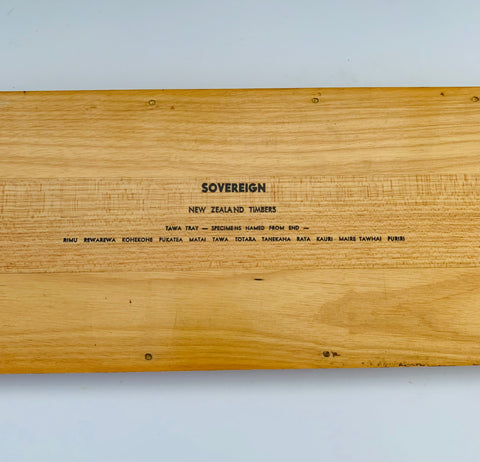 SOVEREIGN
NEW ZEALAND TIMBERS
TAWA TRAY — SPECIMENS NAMED FROM END —
RIMU REWAREWA KOHEKOHE PUKATEA MATAI TAWA TOTARA TANEKAHA RATA KAURI MAIRE TAWHAI PURIRI